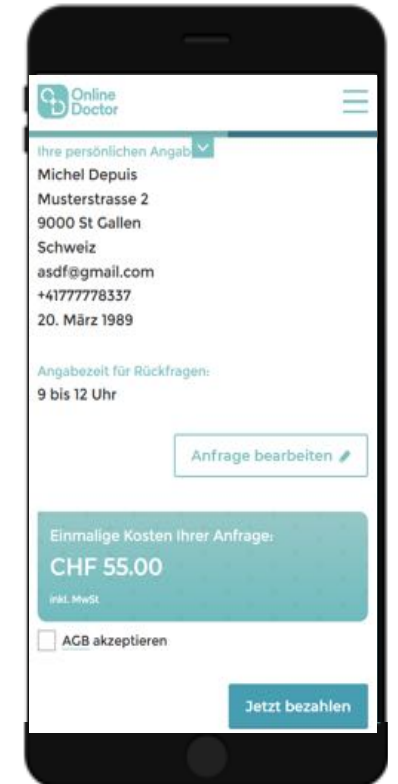 Online
Doctor
Ihre persönlichen Angab
Michel Depuis
Musterstrasse 2
9000 St Gallen
Schweiz
asdf@gmail.com
+41777778337
20. März 1989
Angabezeit für Rückfragen:
9 bis 12 Uhr
Anfrage bearbeiten
Einmalige Kosten Ihrer Anfrage:
CHF 55.00
inkl. MwSt
AGB akzeptieren
Jetzt bezahlen